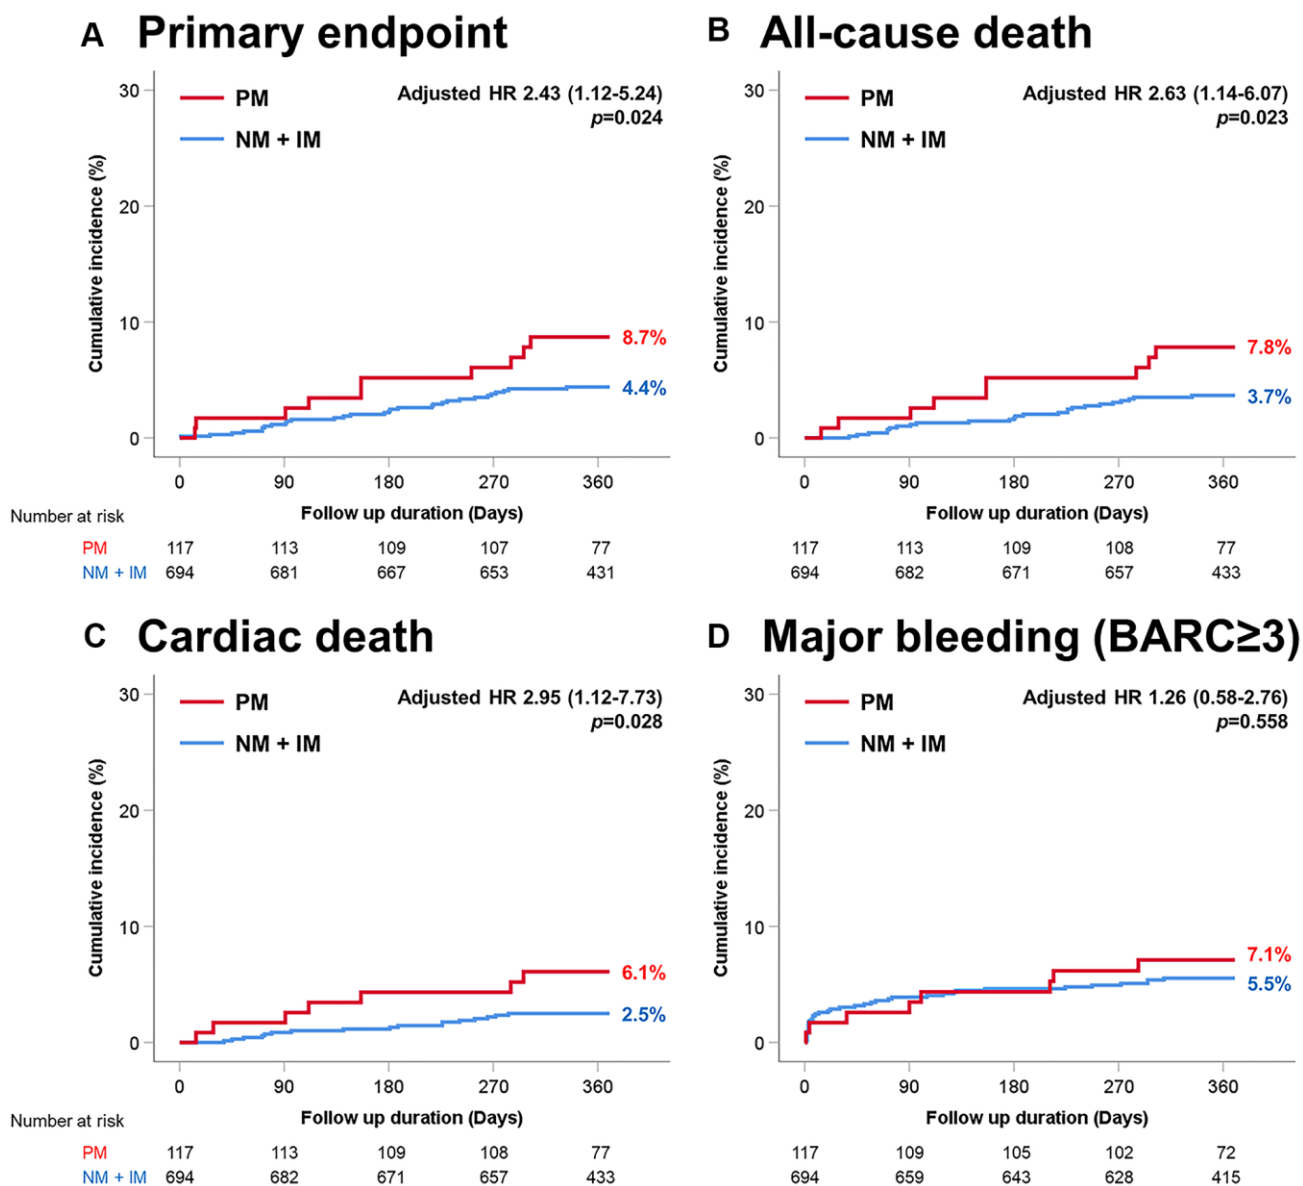 A Primary endpoint
Adjusted HR 2.43 (1.12-5.24)
p=0.024
PM
NM + IM
Cumulative incidence (%)
30
20
10
0
8.7%
4.4%
0 90 180 270 360
Follow up duration (Days)
Number at risk
PM 117 113 109 107 77
NM + IM 694 681 667 653 431
B All-cause death
Adjusted HR 2.63 (1.14-6.07)
p=0.023
PM
NM + IM
Cumulative incidence (%)
30
20
10
0
7.8%
3.7%
0 90 180 270 360
Follow up duration (Days)
117 113 109 108 77
694 682 671 657 433
C Cardiac death
Adjusted HR 2.95 (1.12-7.73)
p=0.028
PM
NM + IM
Cumulative incidence (%)
30
20
10
0
6.1%
2.5%
0 90 180 270 360
Follow up duration (Days)
Number at risk
PM 117 113 109 108 77
NM + IM 694 682 671 657 433
D Major bleeding (BARC≥3)
Adjusted HR 1.26 (0.58-2.76)
p=0.558
PM
NM + IM
Cumulative incidence (%)
30
20
10
0
7.1%
5.5%
0 90 180 270 360
Follow up duration (Days)
117 109 105 102 72
694 659 643 628 415